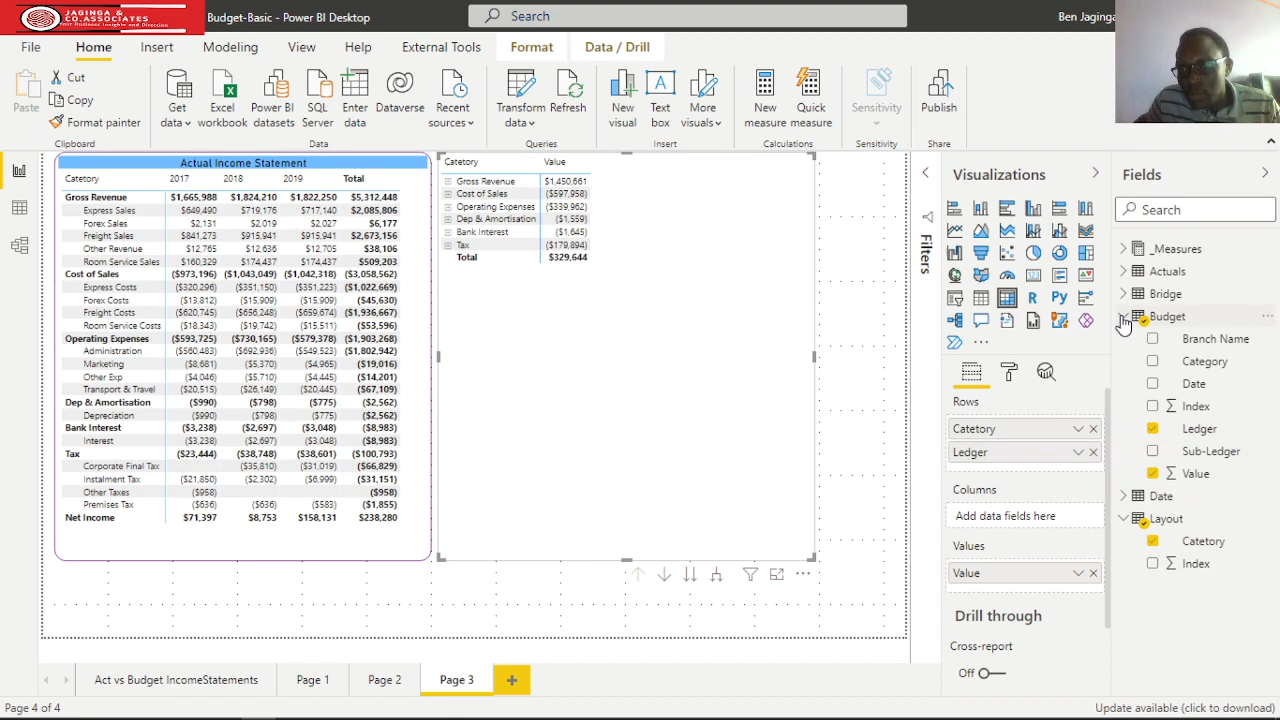 JAGINGA &
CO.ASSOCIATES
Your Business Insights and Direction
Budget-Basic - Power BI Desktop
Search
Ben Jaginga
File
Home
Insert
Modeling
View
Help
External Tools
Format
Data / Drill
Paste
Cut
Copy
Format painter
Get data
Excel workbook
Power BI datasets
SQL Server
Enter data
Dataverse
Recent sources
Transform data
Refresh
New visual
Text box
More visuals
New measure
Quick measure
Sensitivity
Publish
Clipboard
Data
Queries
Insert
Calculations
Sensitivity
Share
Actual Income Statement
Catetory 2017 2018 2019 Total
Gross Revenue $1,665,988 $1,824,210 $1,822,250 $5,312,448
Express Sales $649,490 $719,176 $717,140 $2,085,806
Forex Sales $2,131 $2,019 $2,027 $6,177
Freight Sales $841,273 $915,941 $915,941 $2,673,156
Other Revenue $12,765 $12,636 $12,705 $38,106
Room Service Sales $160,329 $174,437 $174,437 $509,203
Cost of Sales ($973,196) ($1,043,049) ($1,042,318) ($3,058,562)
Express Costs ($320,296) ($351,150) ($351,223) ($1,022,669)
Forex Costs ($13,812) ($15,909) ($15,909) ($45,630)
Freight Costs ($620,745) ($656,248) ($659,674) ($1,936,667)
Room Service Costs ($18,343) ($19,742) ($15,511) ($53,596)
Operating Expenses ($593,725) ($730,165) ($579,378) ($1,903,268)
Administration ($560,483) ($692,936) ($549,523) ($1,802,942)
Marketing ($8,681) ($5,370) ($4,965) ($19,016)
Other Exp ($4,046) ($5,710) ($4,445) ($14,201)
Transport & Travel ($20,515) ($26,149) ($20,445) ($67,109)
Dep & Amortisation ($990) ($798) ($775) ($2,562)
Depreciation ($990) ($798) ($775) ($2,562)
Bank Interest ($3,238) ($2,697) ($3,048) ($8,983)
Interest ($3,238) ($2,697) ($3,048) ($8,983)
Tax ($23,444) ($38,748) ($38,601) ($100,793)
Corporate Final Tax ($35,810) ($31,019) ($66,829)
Instalment Tax ($21,850) ($2,302) ($6,999) ($31,151)
Other Taxes ($958) ($958)
Premises Tax ($636) ($636) ($583) ($1,855)
Net Income $71,397 $8,753 $158,131 $238,280
Catetory Value
Gross Revenue $1,450,661
Cost of Sales ($597,958)
Operating Expenses ($339,962)
Dep & Amortisation ($1,559)
Bank Interest ($1,645)
Tax ($179,894)
Total $329,644
Filters
Visualizations
R
Py
123
Rows
Catetory
Ledger
Columns
Add data fields here
Values
Value
Drill through
Cross-report
Off
Fields
Search
_Measures
Actuals
Bridge
Budget
Branch Name
Category
Date
Index
Ledger
Sub-Ledger
Value
Date
Layout
Catetory
Index
Act vs Budget IncomeStatements
Page 1
Page 2
Page 3
Page 4 of 4
Update available (click to download)